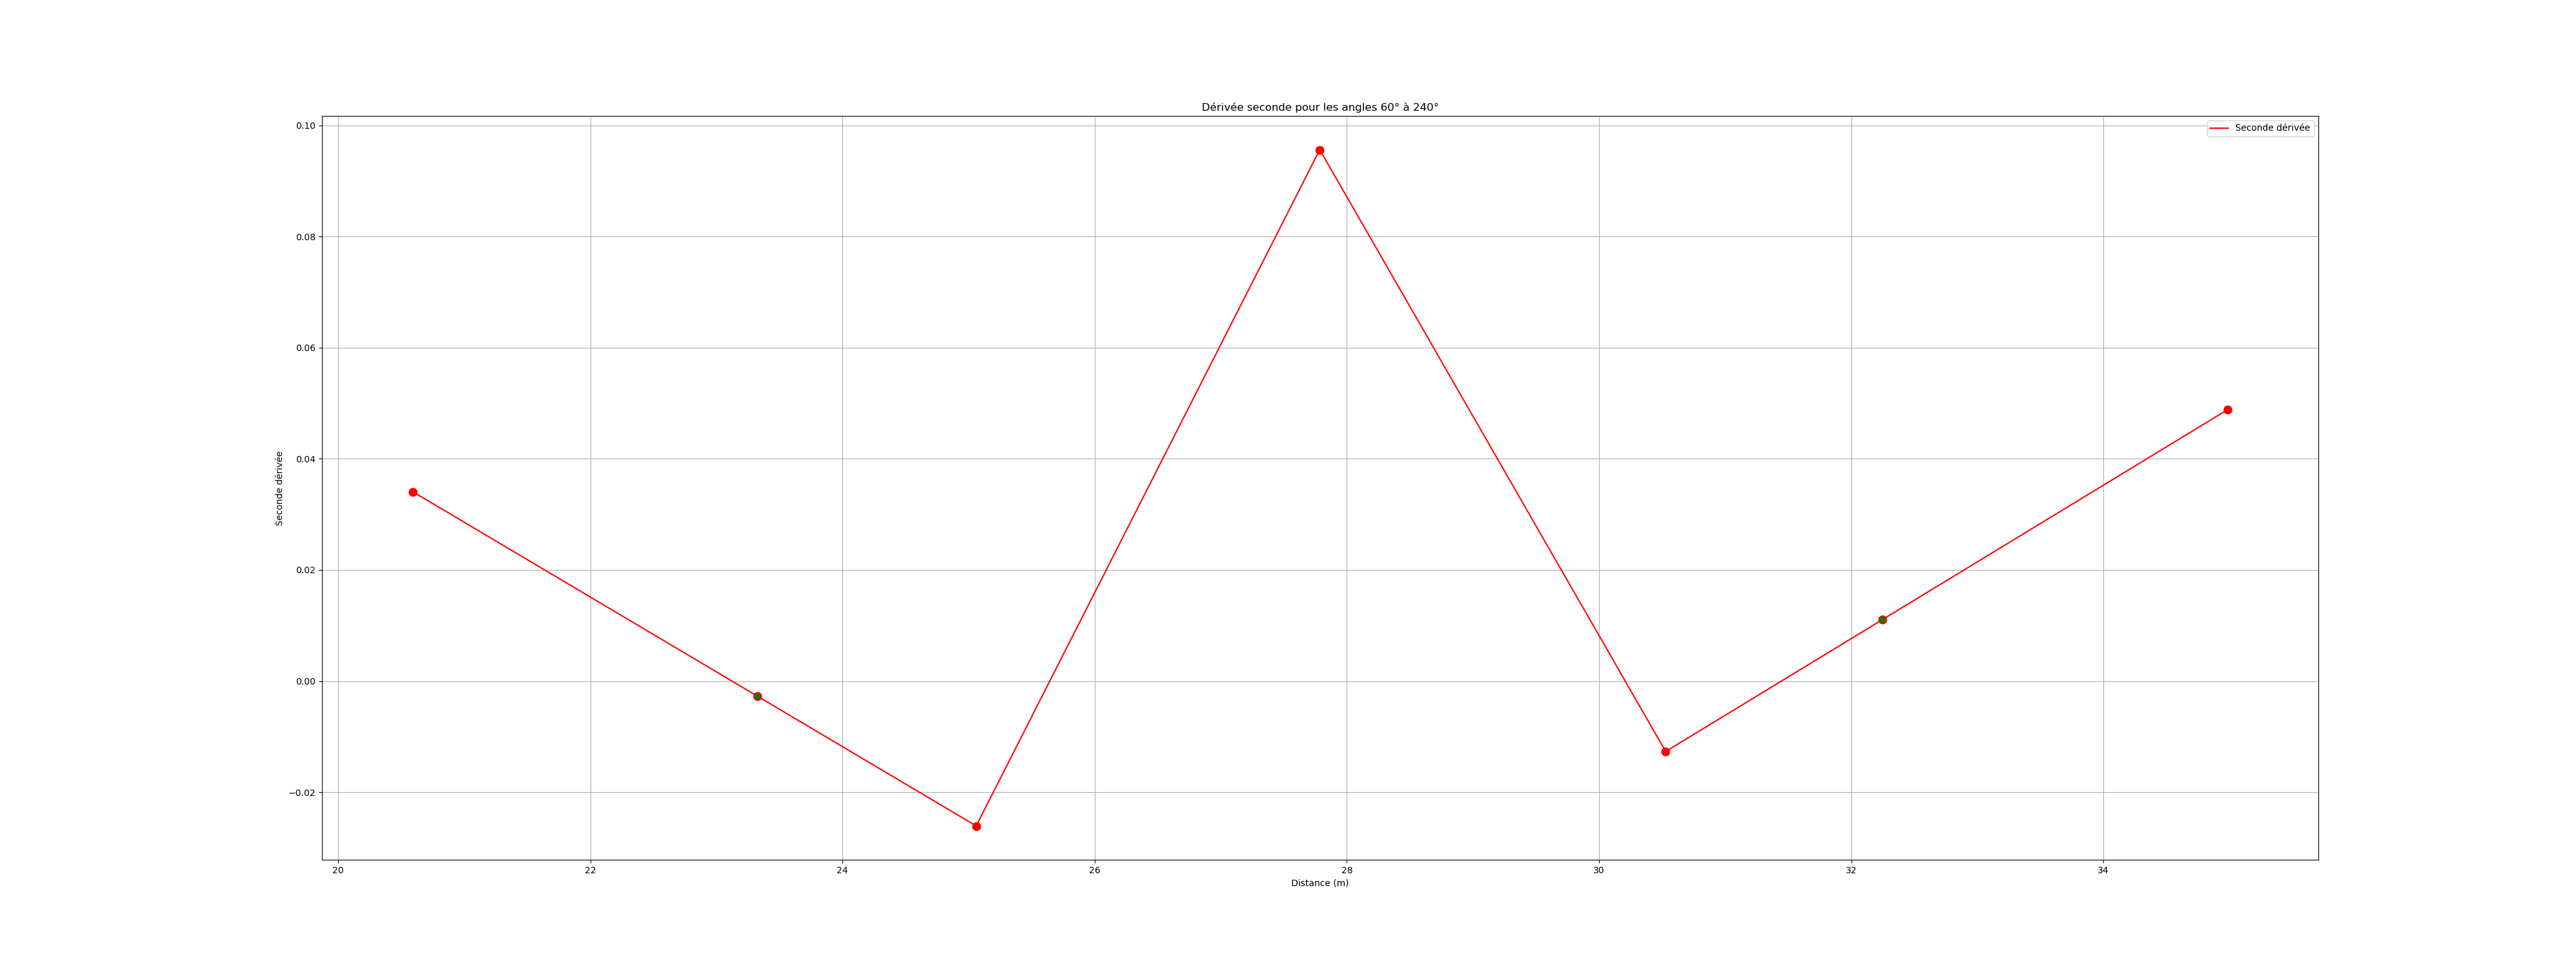 Dérivée seconde pour les angles 60° à 240°
Seconde dérivée
0.10
0.08
0.06
0.04
0.02
0.00
−0.02
Seconde dérivée
20 22 24 26 28 30 32 34
Distance (m)